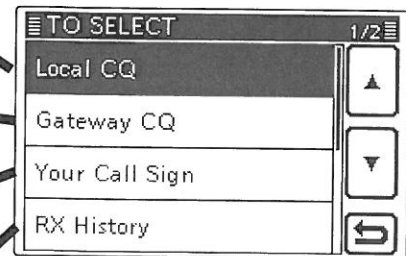 TO SELECT 1/2
Local CQ
Gateway CQ
Your Call Sign
RX History